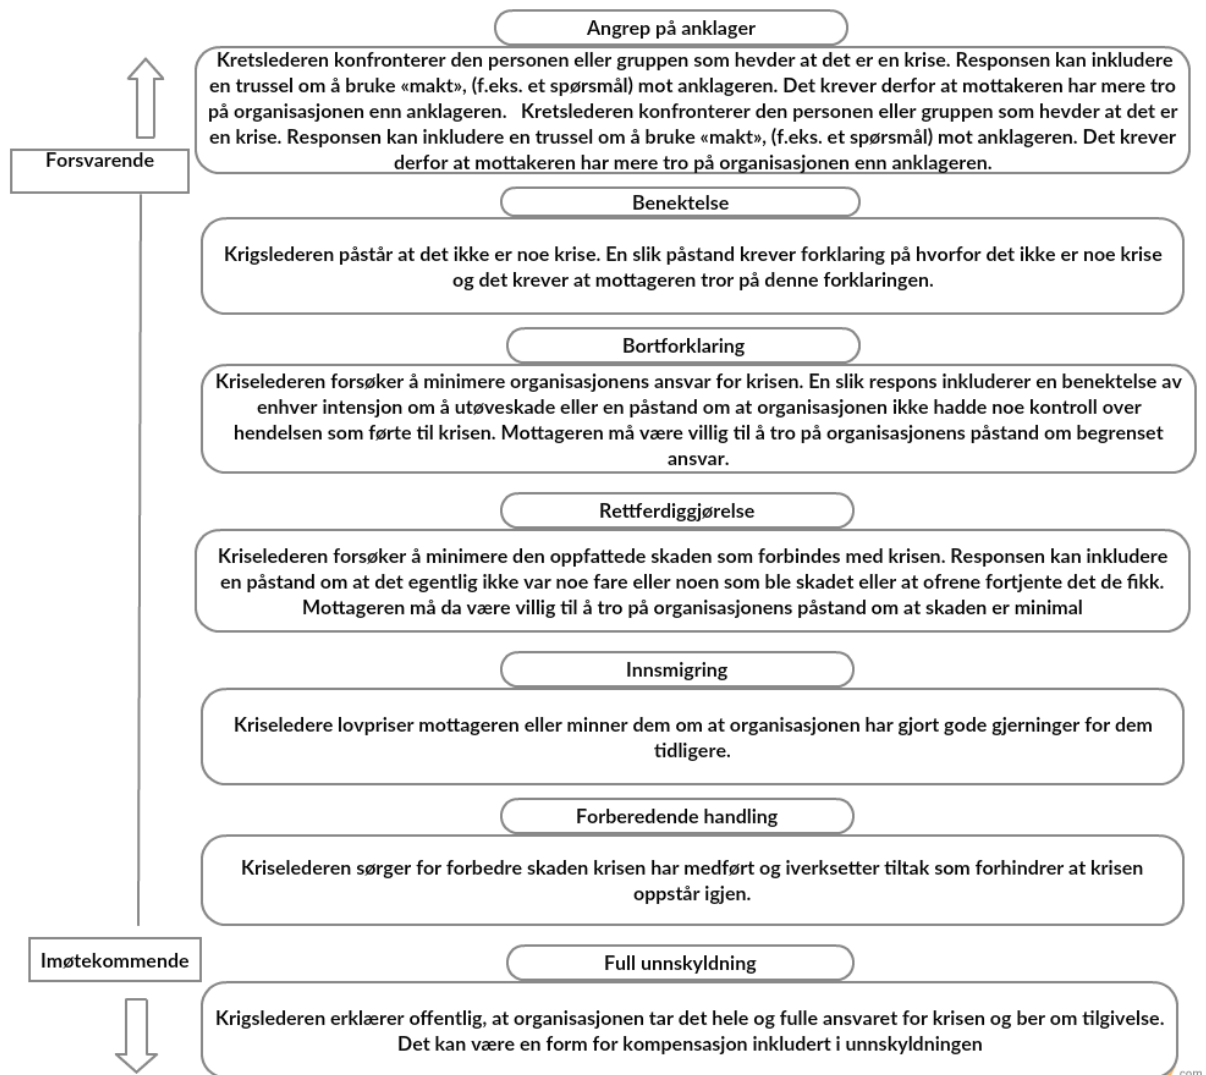 Angrep på anklager
Kretslederen konfronterer den personen eller gruppen som hevder at det er en krise. Responsen kan inkludere
en trussel om å bruke «makt», (f.eks. et spørsmål) mot anklageren. Det krever derfor at mottakeren har mere tro
på organisasjonen enn anklageren.   Kretslederen konfronterer den personen eller gruppen som hevder at det er
en krise. Responsen kan inkludere en trussel om å bruke «makt», (f.eks. et spørsmål) mot anklageren. Det krever
derfor at mottakeren har mere tro på organisasjonen enn anklageren.
Forsvarende
Benektelse
Krigslederen påstår at det ikke er noe krise. En slik påstand krever forklaring på hvorfor det ikke er noe krise
og det krever at mottageren tror på denne forklaringen.
Bortforklaring
Kriselederen forsøker å minimere organisasjonens ansvar for krisen. En slik respons inkluderer en benektelse av
enhver intensjon om å utøveskade eller en påstand om at organisasjonen ikke hadde noe kontroll over
hendelsen som førte til krisen. Mottageren må være villig til å tro på organisasjonens påstand om begrenset
ansvar.
Rettferdiggjørelse
Kriselederen forsøker å minimere den oppfattede skaden som forbindes med krisen. Responsen kan inkludere
en påstand om at det egentlig ikke var noe fare eller noen som ble skadet eller at ofrene fortjente det de fikk.
Mottageren må da være villig til å tro på organisasjonens påstand om at skaden er minimal
Innsmigring
Kriseledere lovpriser mottageren eller minner dem om at organisasjonen har gjort gode gjerninger for dem
tidligere.
Forberedende handling
Kriselederen sørger for forbedre skaden krisen har medført og iverksetter tiltak som forhindrer at krisen
oppstår igjen.
Imøtekommende
Full unnskyldning
Krigslederen erklærer offentlig, at organisasjonen tar det hele og fulle ansvaret for krisen og ber om tilgivelse.
Det kan være en form for kompensasjon inkludert i unnskyldningen
com